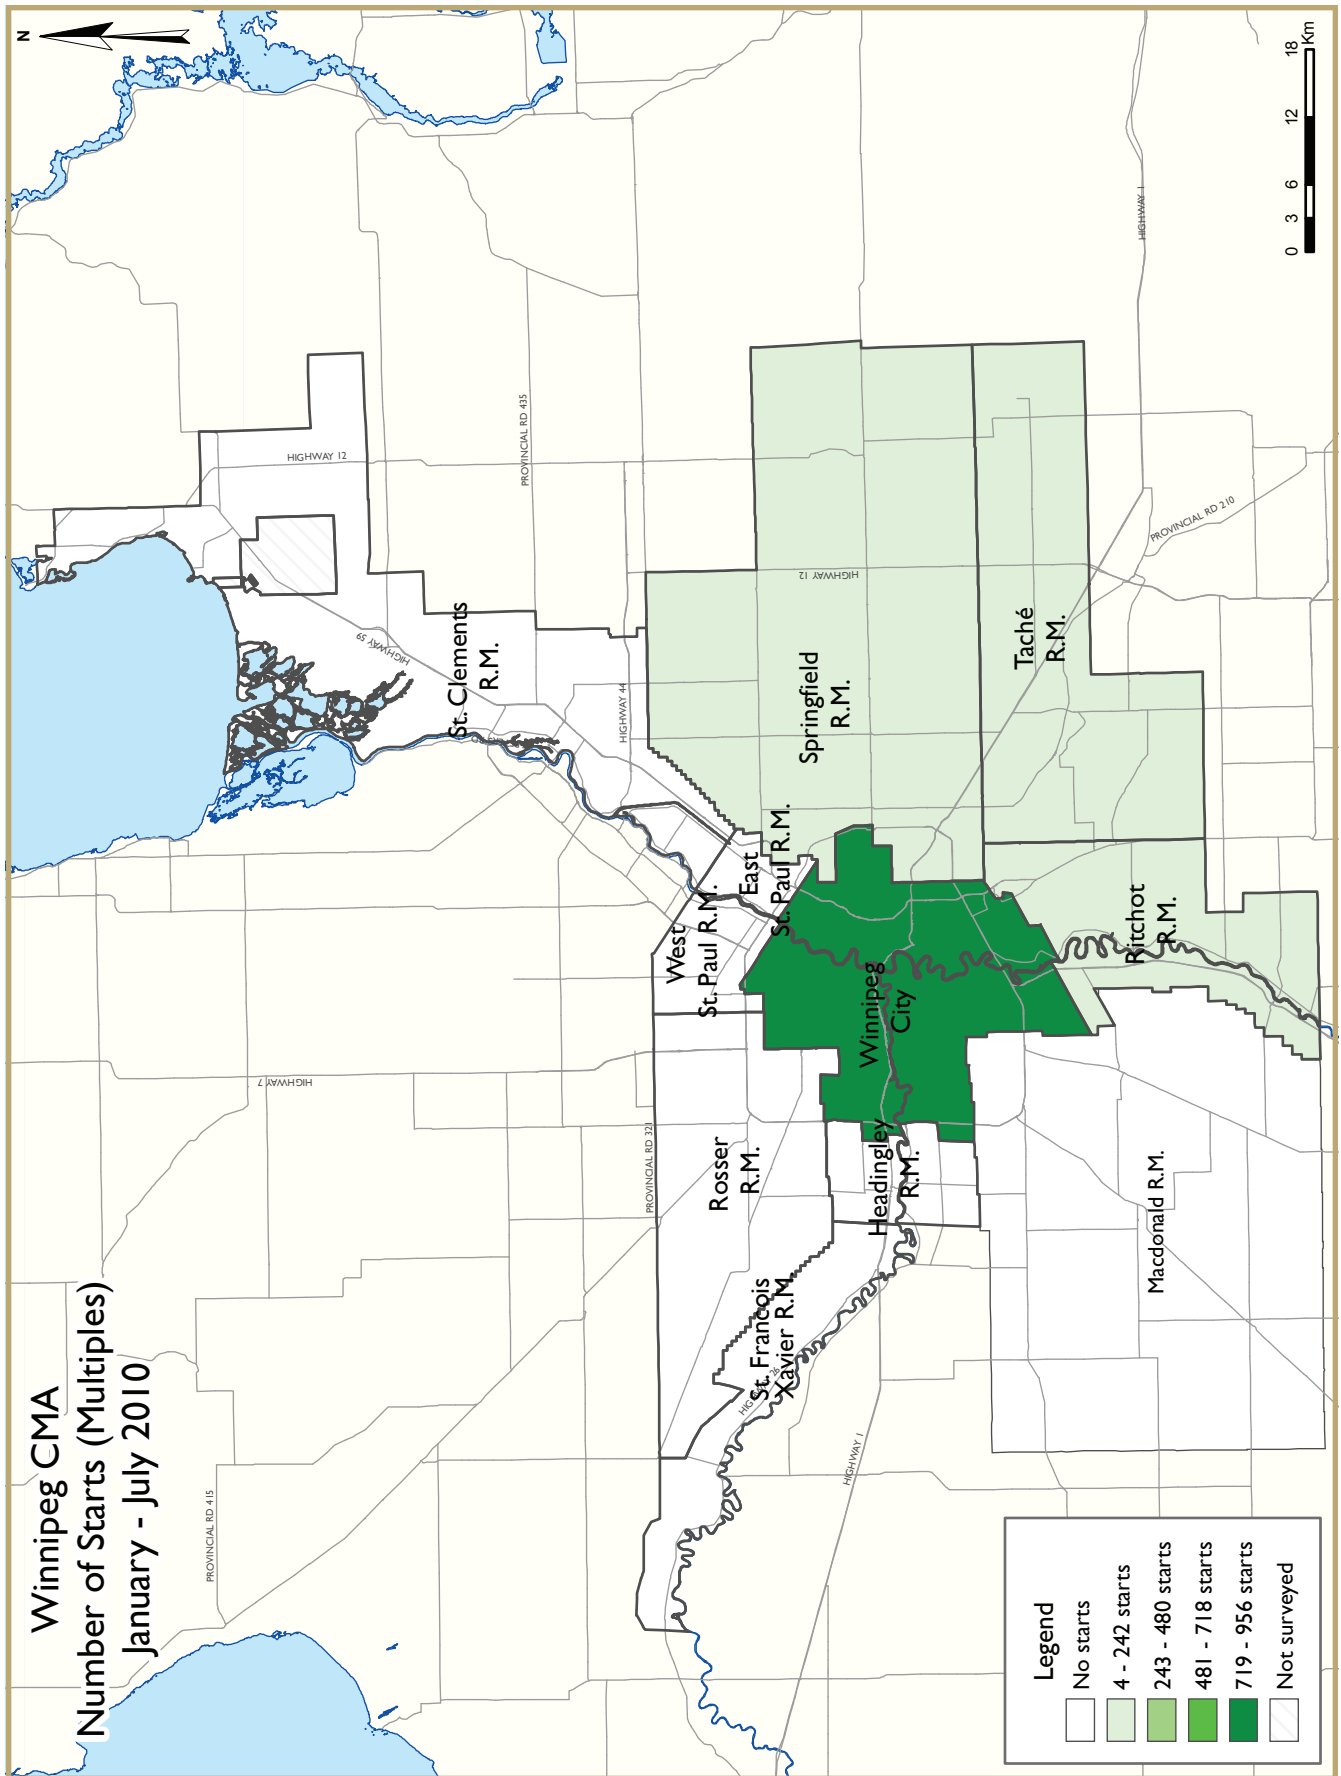 Winnipeg CMA
Number of Starts (Multiples)
January - July 2010
N
HIGHWAY 12
PROVINCIAL RD 435
HIGHWAY 59
St. Clements
R.M.
HIGHWAY 44
HIGHWAY 7
PROVINCIAL RD 415
PROVINCIAL RD 321
West
St. Paul R.M.
East
St. Paul R.M.
Rosser
R.M.
St. Francois
Xavier R.M.
HIGHWAY 26
Springfield
R.M.
HIGHWAY 12
Winnipeg
City
Headingley
R.M.
HIGHWAY 1
Taché
R.M.
HIGHWAY 1
PROVINCIAL RD 210
Ritchot
R.M.
Macdonald R.M.
Legend
No starts
4 - 242 starts
243 - 480 starts
481 - 718 starts
719 - 956 starts
Not surveyed
0 3 6 12 18
Km